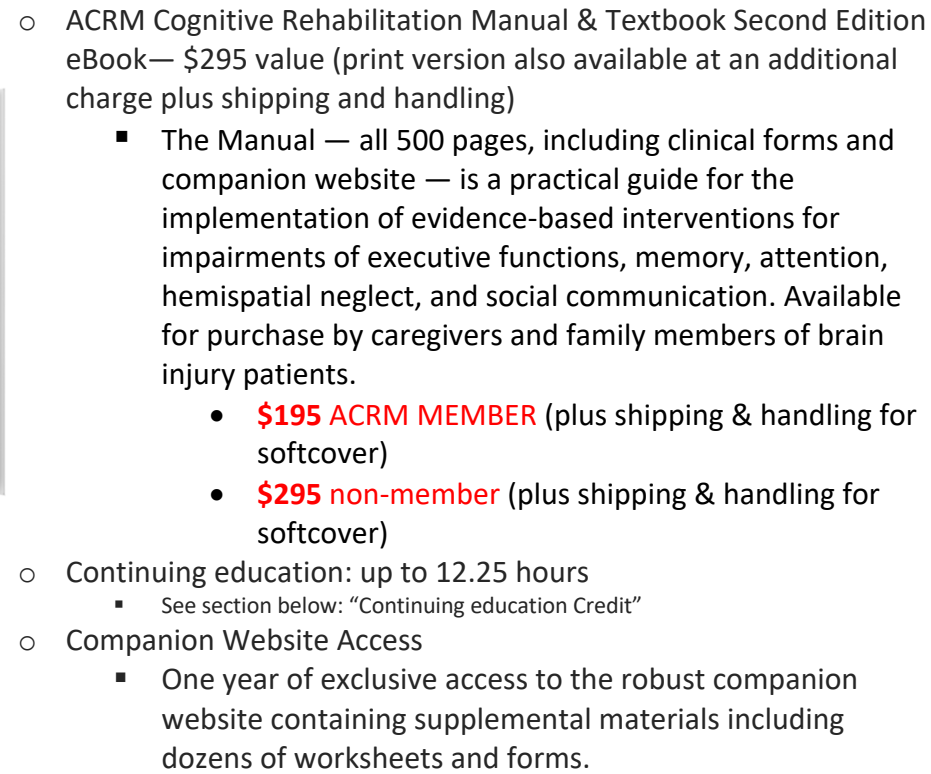 o ACRM Cognitive Rehabilitation Manual & Textbook Second Edition
eBook— $295 value (print version also available at an additional
charge plus shipping and handling)
▪ The Manual — all 500 pages, including clinical forms and
companion website — is a practical guide for the
implementation of evidence-based interventions for
impairments of executive functions, memory, attention,
hemispatial neglect, and social communication. Available
for purchase by caregivers and family members of brain
injury patients.
• $195 ACRM MEMBER (plus shipping & handling for
softcover)
• $295 non-member (plus shipping & handling for
softcover)
o Continuing education: up to 12.25 hours
▪ See section below: “Continuing education Credit”
o Companion Website Access
▪ One year of exclusive access to the robust companion
website containing supplemental materials including
dozens of worksheets and forms.